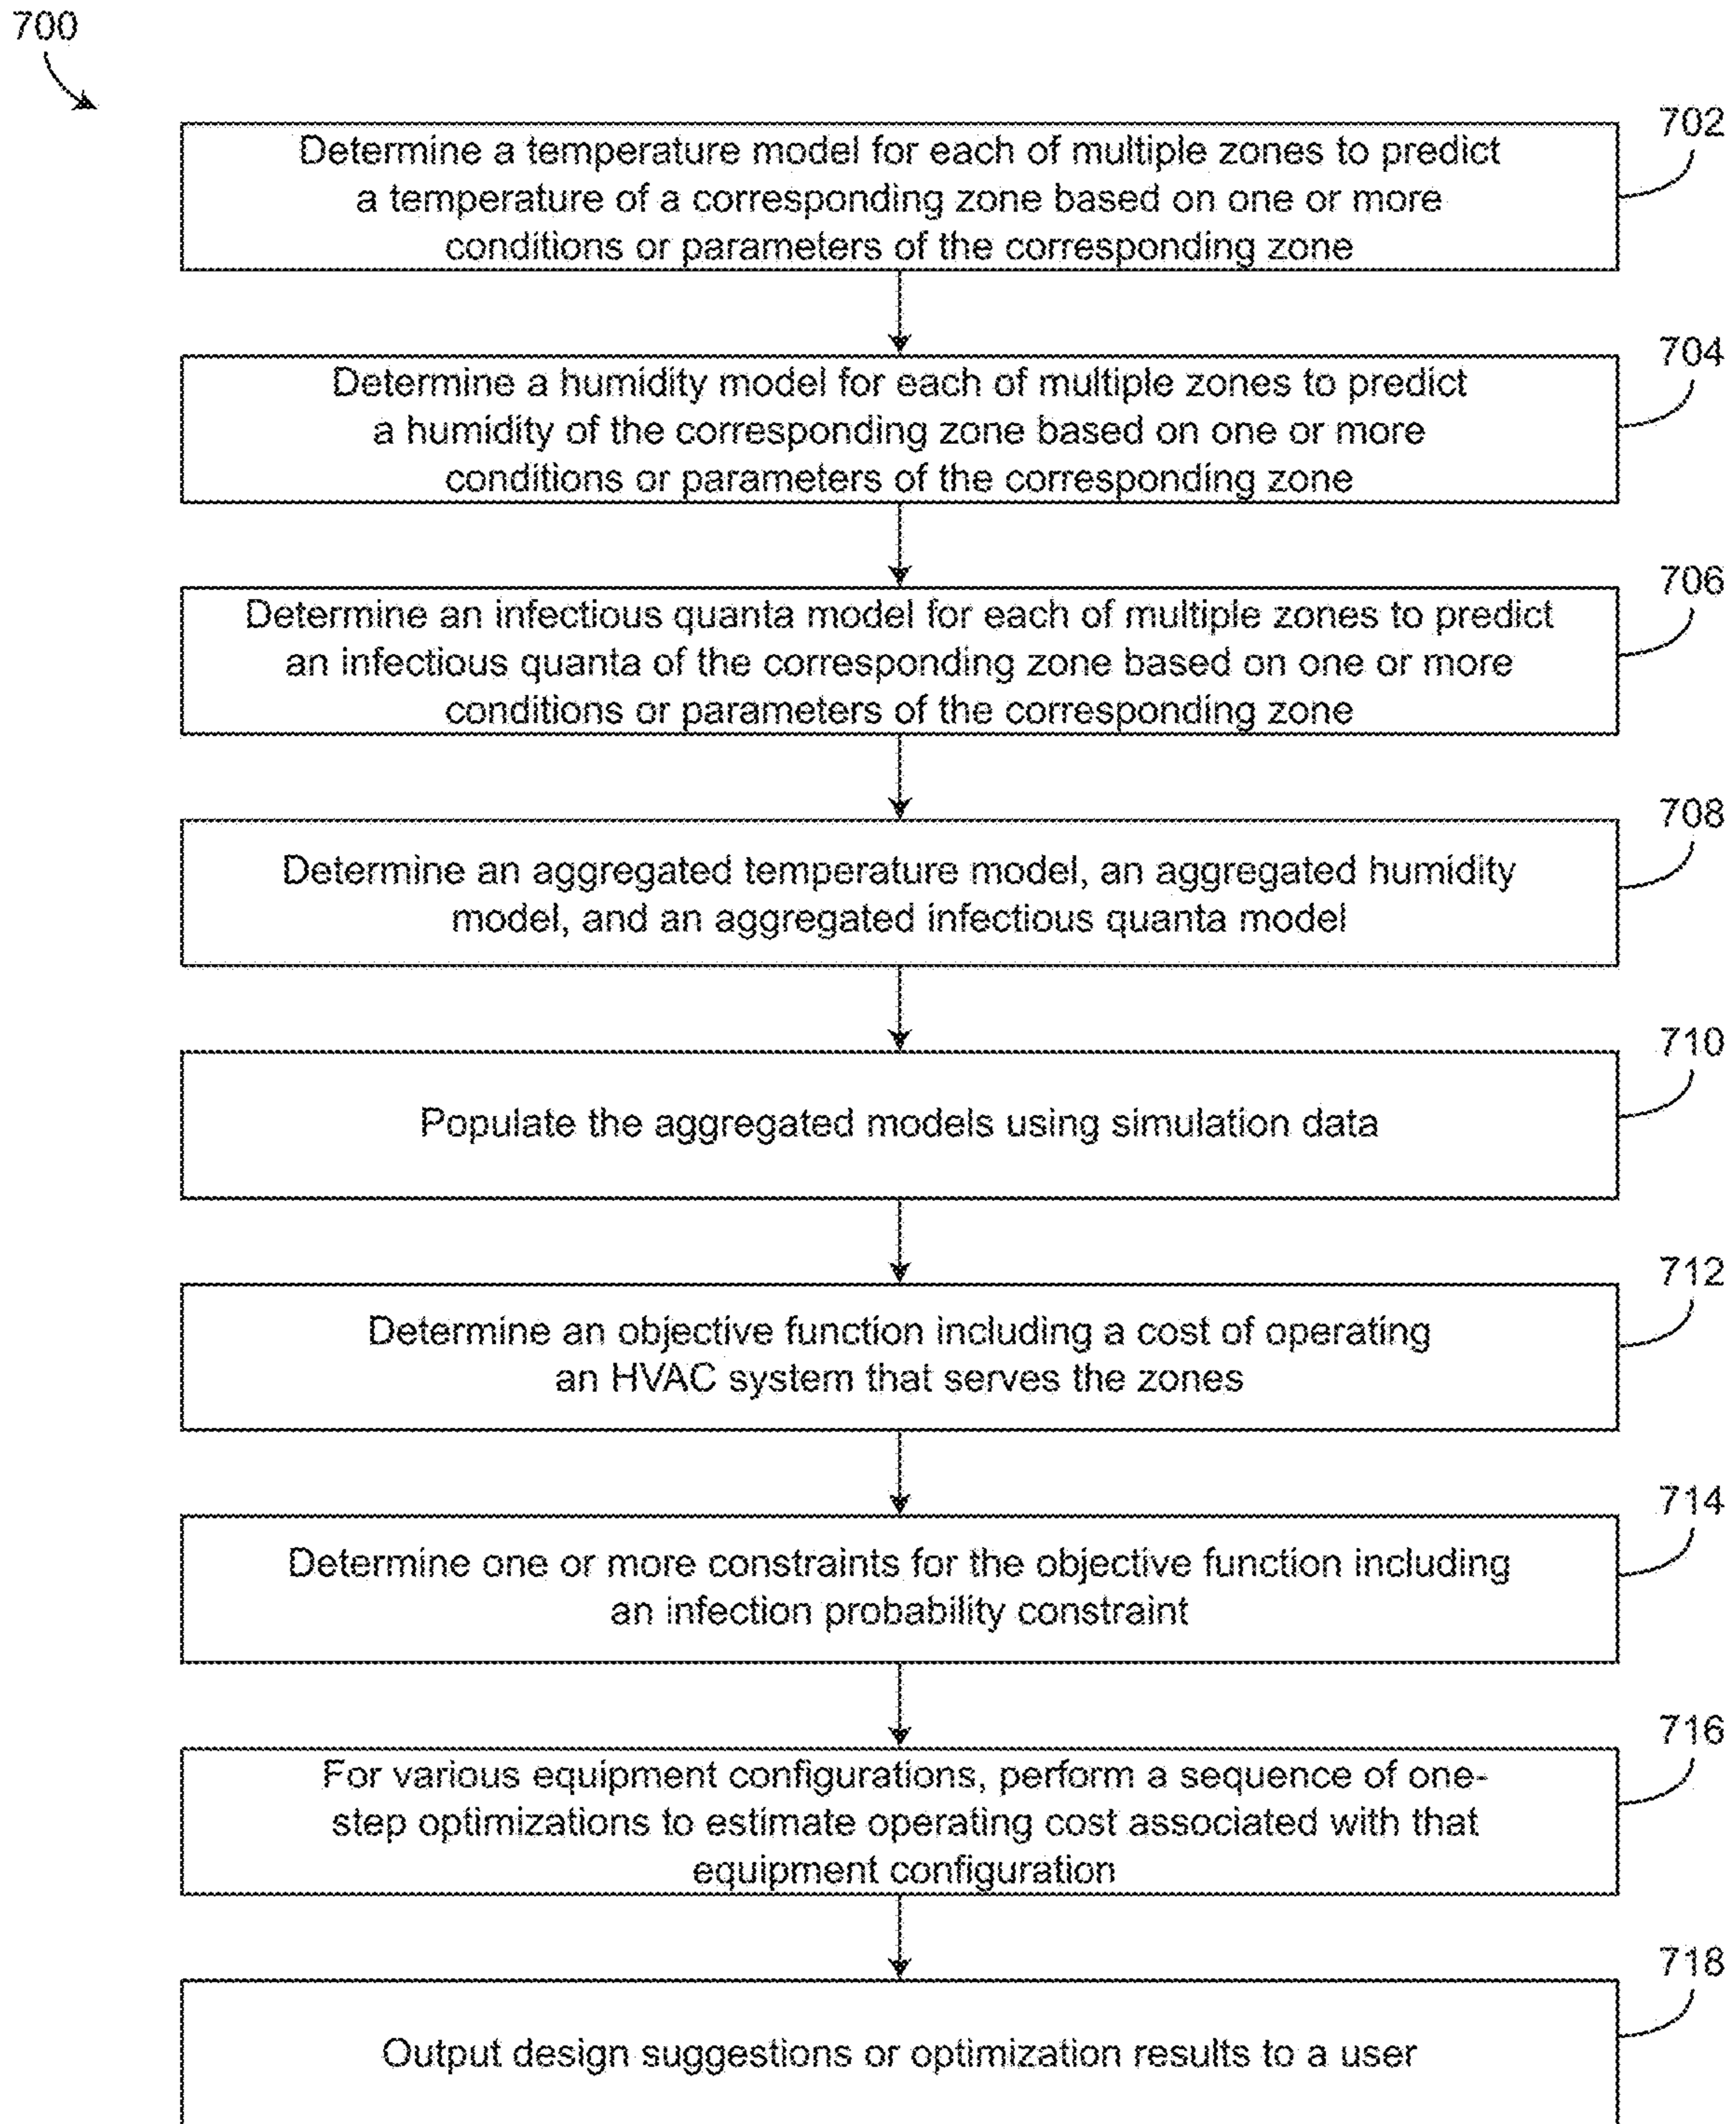 700
702
Determine a temperature model for each of multiple zones to predict
a temperature of a corresponding zone based on one or more
conditions or parameters of the corresponding zone
704
Determine a humidity model for each of multiple zones to predict
a humidity of the corresponding zone based on one or more
conditions or parameters of the corresponding zone
706
Determine an infectious quanta model for each of multiple zones to predict
an infectious quanta of the corresponding zone based on one or more
conditions or parameters of the corresponding zone
708
Determine an aggregated temperature model, an aggregated humidity
model, and an aggregated infectious quanta model
710
Populate the aggregated models using simulation data
712
Determine an objective function including a cost of operating
an HVAC system that serves the zones
714
Determine one or more constraints for the objective function including
an infection probability constraint
716
For various equipment configurations, perform a sequence of one-
step optimizations to estimate operating cost associated with that
equipment configuration
718
Output design suggestions or optimization results to a user